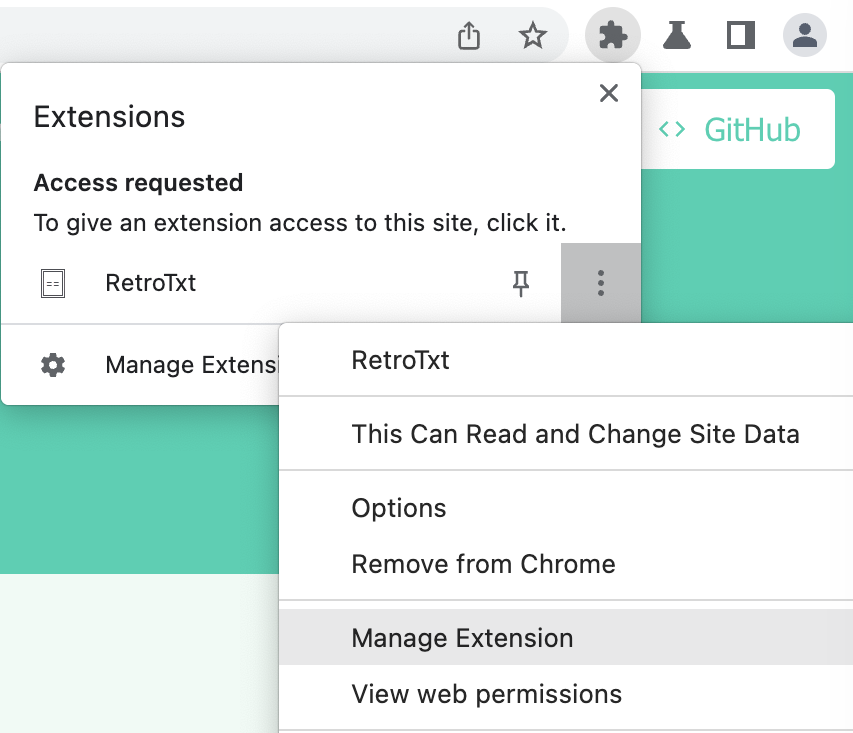 Extensions
<> GitHub
Access requested
To give an extension access to this site, click it.
RetroTxt
Manage Extensi
RetroTxt
This Can Read and Change Site Data
Options
Remove from Chrome
Manage Extension
View web permissions